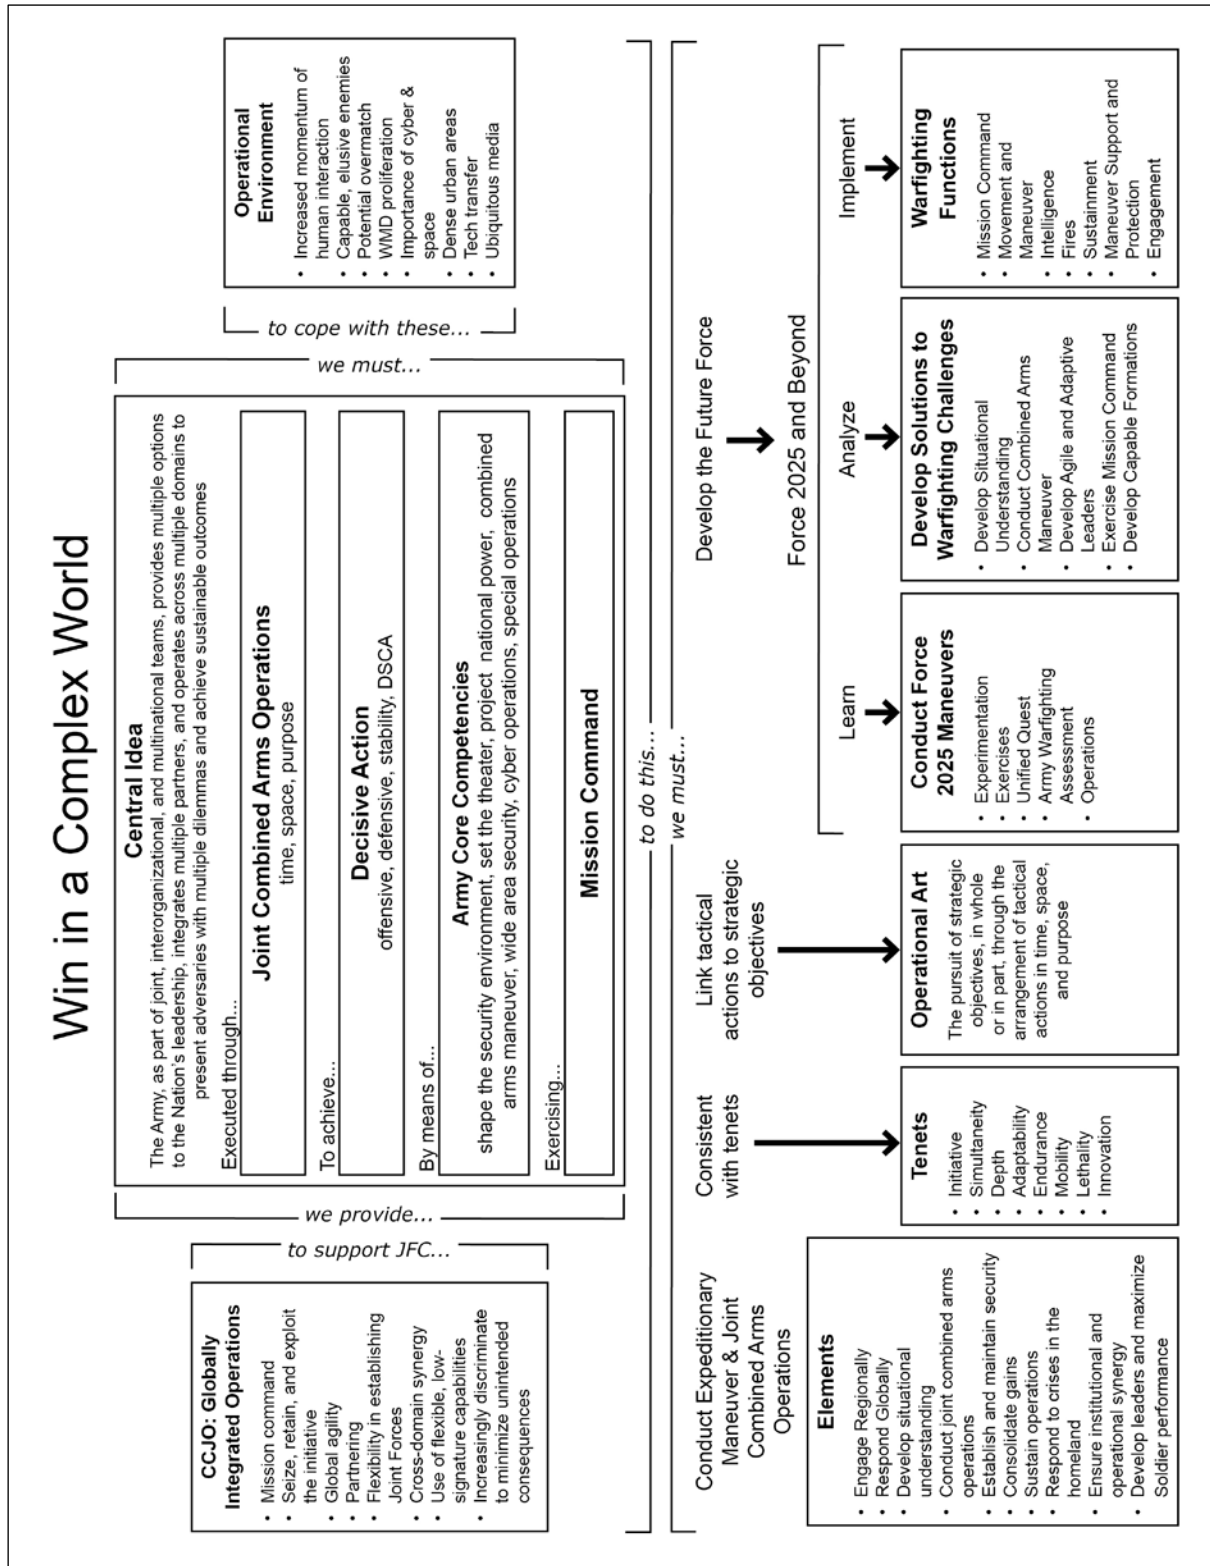 Win in a Complex World
CCJO: Globally
Integrated Operations
• Mission command
• Seize, retain, and exploit
the initiative
• Global agility
• Partnering
• Flexibility in establishing
Joint Forces
• Cross-domain synergy
• Use of flexible, low-
signature capabilities
• Increasingly discriminate
to minimize unintended
consequences
to support JFC...
we provide...
Central Idea
The Army, as part of joint, interorganizational, and multinational teams, provides multiple options
to the Nation's leadership, integrates multiple partners, and operates across multiple domains to
present adversaries with multiple dilemmas and achieve sustainable outcomes
Executed through...
Joint Combined Arms Operations
time, space, purpose
To achieve...
Decisive Action
offensive, defensive, stability, DSCA
By means of...
Army Core Competencies
shape the security environment, set the theater, project national power, combined
arms maneuver, wide area security, cyber operations, special operations
Exercising...
Mission Command
we must...
to cope with these...
Operational
Environment
• Increased momentum of
human interaction
• Capable, elusive enemies
• Potential overmatch
• WMD proliferation
• Importance of cyber &
space
• Dense urban areas
• Tech transfer
• Ubiquitous media
to do this...
we must...
Conduct Expeditionary
Maneuver & Joint
Combined Arms
Operations
Elements
• Engage Regionally
• Respond Globally
• Develop situational
understanding
• Conduct joint combined arms
operations
• Establish and maintain security
• Consolidate gains
• Sustain operations
• Respond to crises in the
homeland
• Ensure institutional and
operational synergy
• Develop leaders and maximize
Soldier performance
Consistent
with tenets
Tenets
• Initiative
• Simultaneity
• Depth
• Adaptability
• Endurance
• Mobility
• Lethality
• Innovation
Link tactical
actions to strategic
objectives
Operational Art
The pursuit of strategic
objectives, in whole
or in part, through the
arrangement of tactical
actions in time, space,
and purpose
Develop the Future Force
Force 2025 and Beyond
Learn
Conduct Force
2025 Maneuvers
• Experimentation
• Exercises
• Unified Quest
• Army Warfighting
Assessment
• Operations
Analyze
Develop Solutions to
Warfighting Challenges
• Develop Situational
Understanding
• Conduct Combined Arms
Maneuver
• Develop Agile and Adaptive
Leaders
• Exercise Mission Command
• Develop Capable Formations
Implement
Warfighting
Functions
• Mission Command
• Movement and
Maneuver
• Intelligence
• Fires
• Sustainment
• Maneuver Support and
Protection
• Engagement